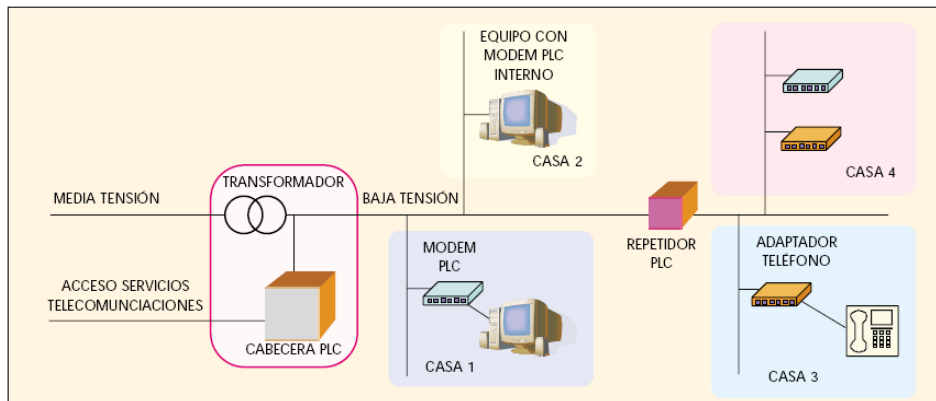 EQUIPO CON
MODEM PLC
INTERNO
CASA 2
CASA 4
TRANSFORMADOR
MEDIA TENSIÓN
BAJA TENSIÓN
MODEM
PLC
REPETIDOR
PLC
ADAPTADOR
TELÉFONO
ACCESO SERVICIOS
TELECOMUNCIACIONES
CABECERA PLC
CASA 1
CASA 3